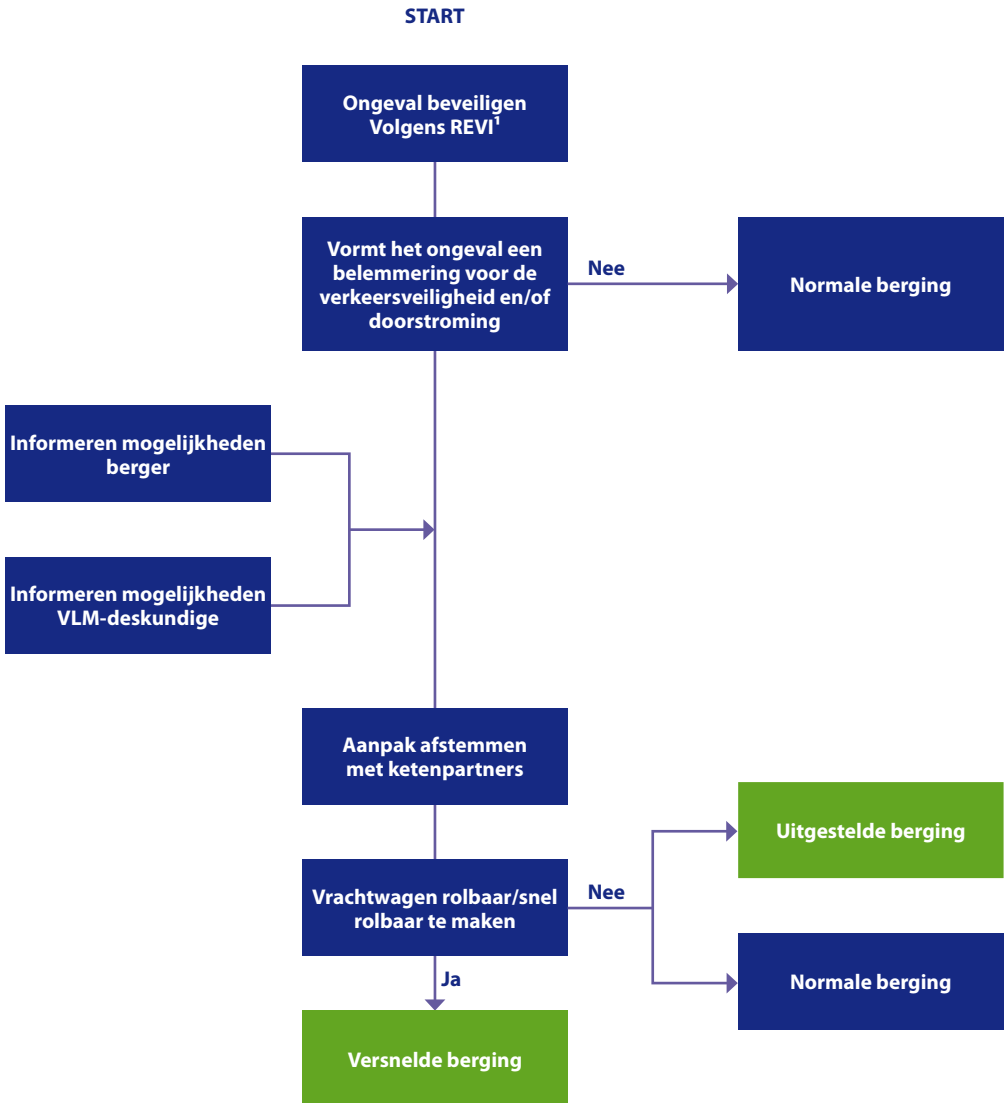 START
Ongeval beveiligen
Volgens REVI¹
Vormt het ongeval een
belemmering voor de
verkeersveiligheid en/of
doorstroming
Nee
Normale berging
Informeren mogelijkheden
berger
Informeren mogelijkheden
VLM-deskundige
Aanpak afstemmen
met ketenpartners
Uitgestelde berging
Vrachtwagen rolbaar/snel
rolbaar te maken
Nee
Normale berging
Ja
Versnelde berging